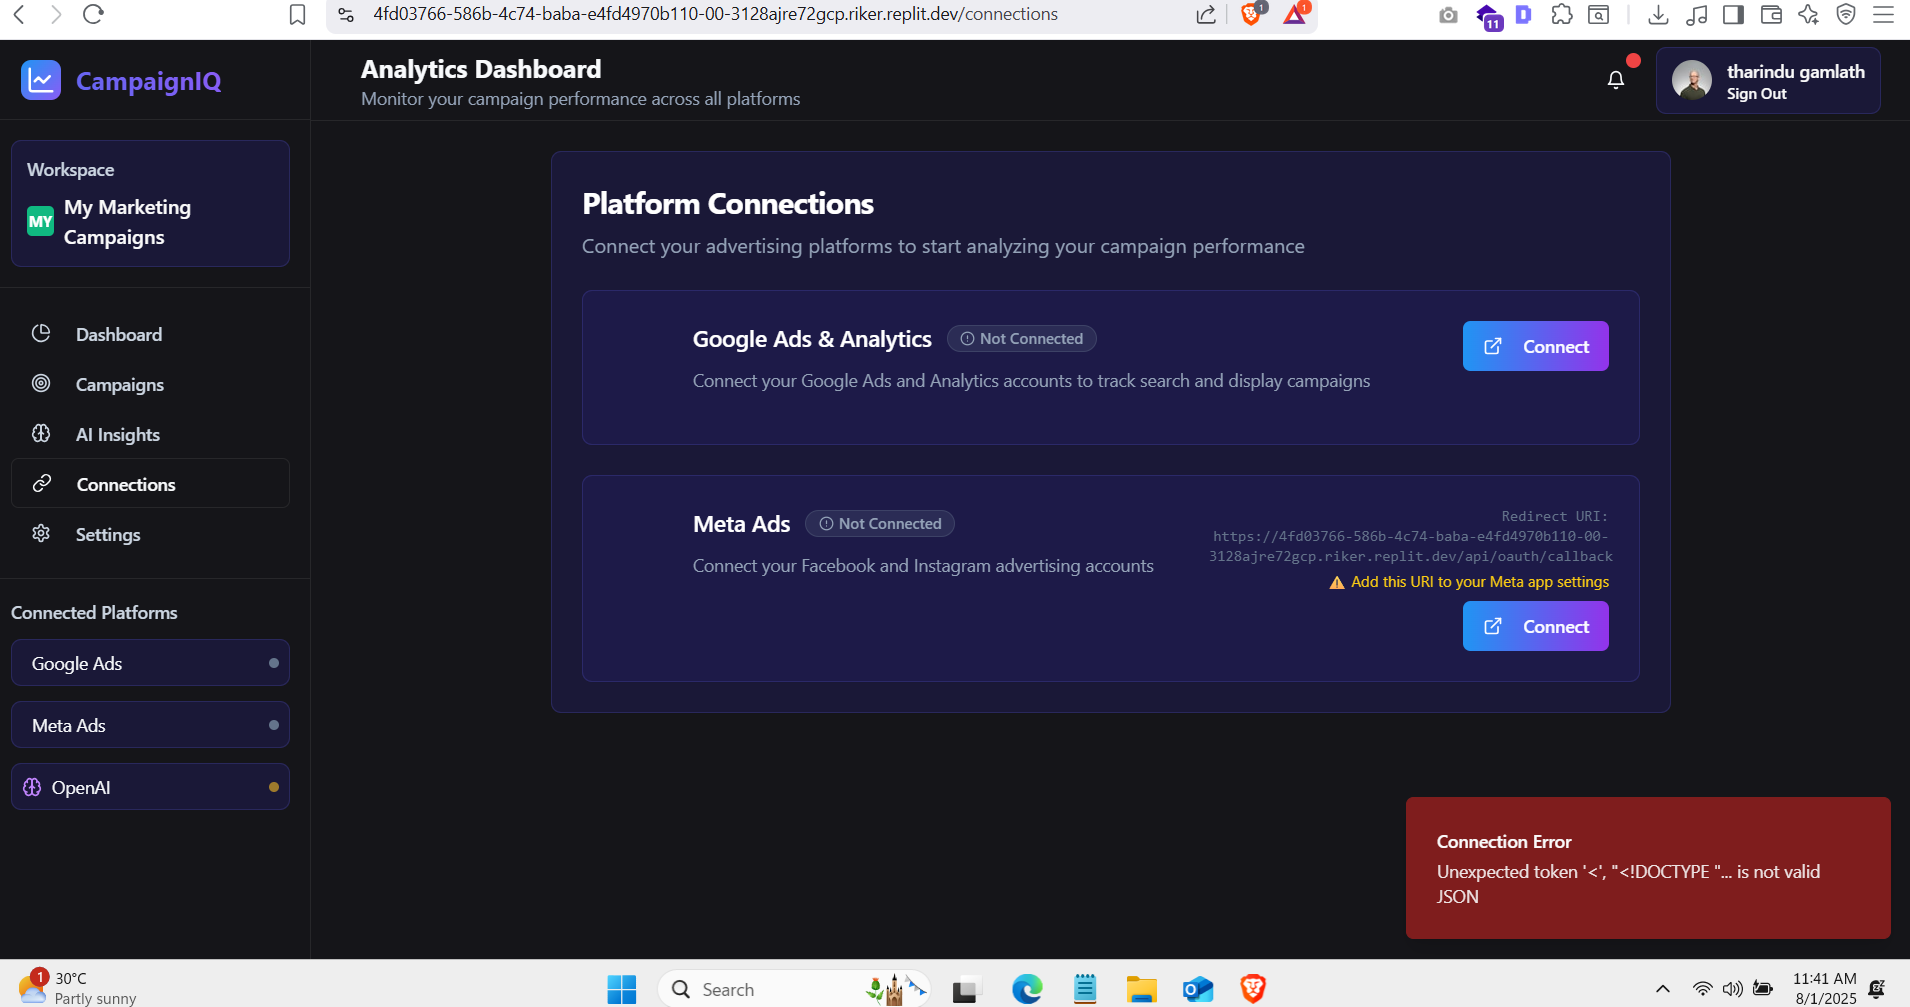 4fd03766-586b-4c74-baba-e4fd4970b110-00-3128ajre72gcp.riker.replit.dev/connections
1
1
11
CampaignIQ
Analytics Dashboard
Monitor your campaign performance across all platforms
tharindu gamlath
Sign Out
Workspace
MY
My Marketing
Campaigns
Dashboard
Campaigns
AI Insights
Connections
Settings
Connected Platforms
Google Ads
Meta Ads
OpenAI
Platform Connections
Connect your advertising platforms to start analyzing your campaign performance
Google Ads & Analytics
Not Connected
Connect your Google Ads and Analytics accounts to track search and display campaigns
Connect
Meta Ads
Not Connected
Connect your Facebook and Instagram advertising accounts
Redirect URI:
https://4fd03766-586b-4c74-baba-e4fd4970b110-00-
3128ajre72gcp.riker.replit.dev/api/oauth/callback
Add this URI to your Meta app settings
Connect
Connection Error
Unexpected token '<', "<!DOCTYPE "... is not valid
JSON
1
30°C
Partly sunny
Search
11:41 AM
8/1/2025